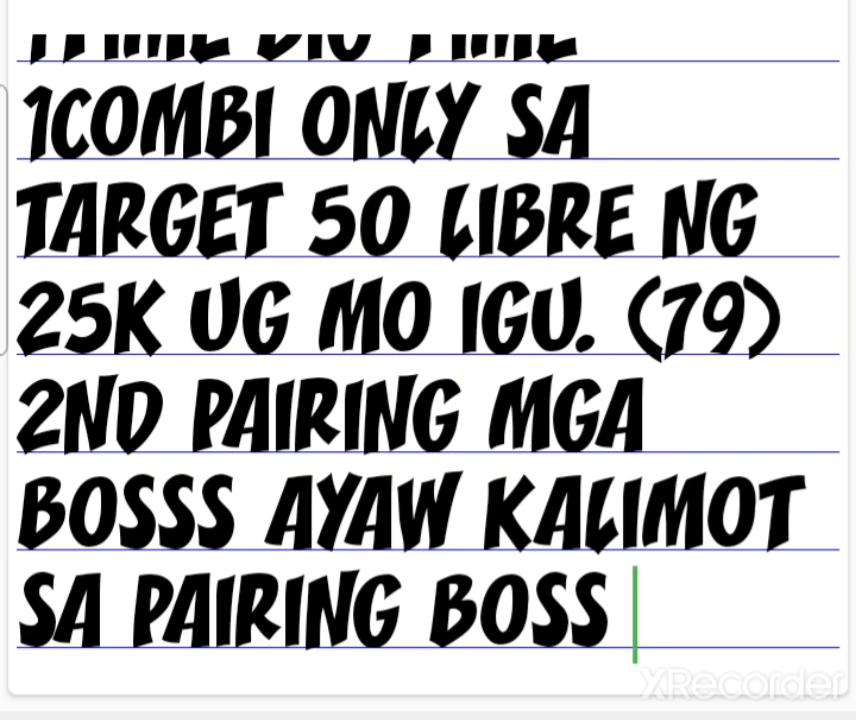 1COMBI ONLY SA
TARGET 50 LIBRE NG
25K UG MO IGU. (79)
2ND PAIRING MGA
BOSSS AYAW KALIMOT
SA PAIRING BOSS
XRecorder